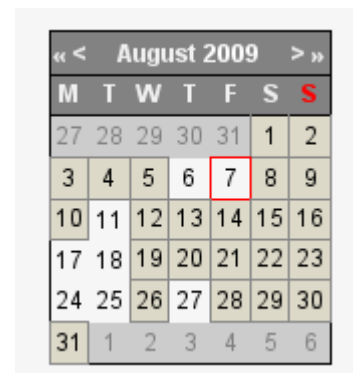 « < August 2009 > »
M T W T F S S
27 28 29 30 31 1 2
3 4 5 6 7 8 9
10 11 12 13 14 15 16
17 18 19 20 21 22 23
24 25 26 27 28 29 30
31 1 2 3 4 5 6